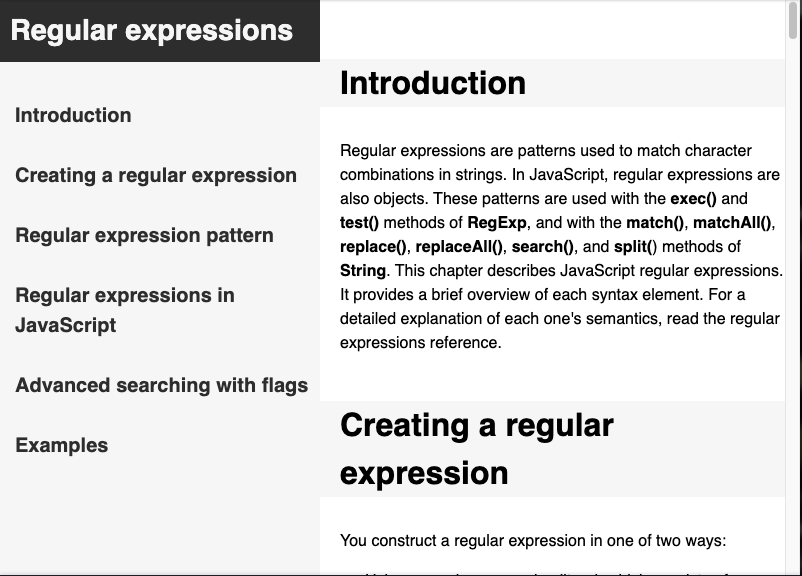 Regular expressions
Introduction
Creating a regular expression
Regular expression pattern
Regular expressions in
JavaScript
Advanced searching with flags
Examples
Introduction
Regular expressions are patterns used to match character
combinations in strings. In JavaScript, regular expressions are
also objects. These patterns are used with the exec() and
test() methods of RegExp, and with the match(), matchAll(),
replace(), replaceAll(), search(), and split() methods of
String. This chapter describes JavaScript regular expressions.
It provides a brief overview of each syntax element. For a
detailed explanation of each one's semantics, read the regular
expressions reference.
Creating a regular
expression
You construct a regular expression in one of two ways: